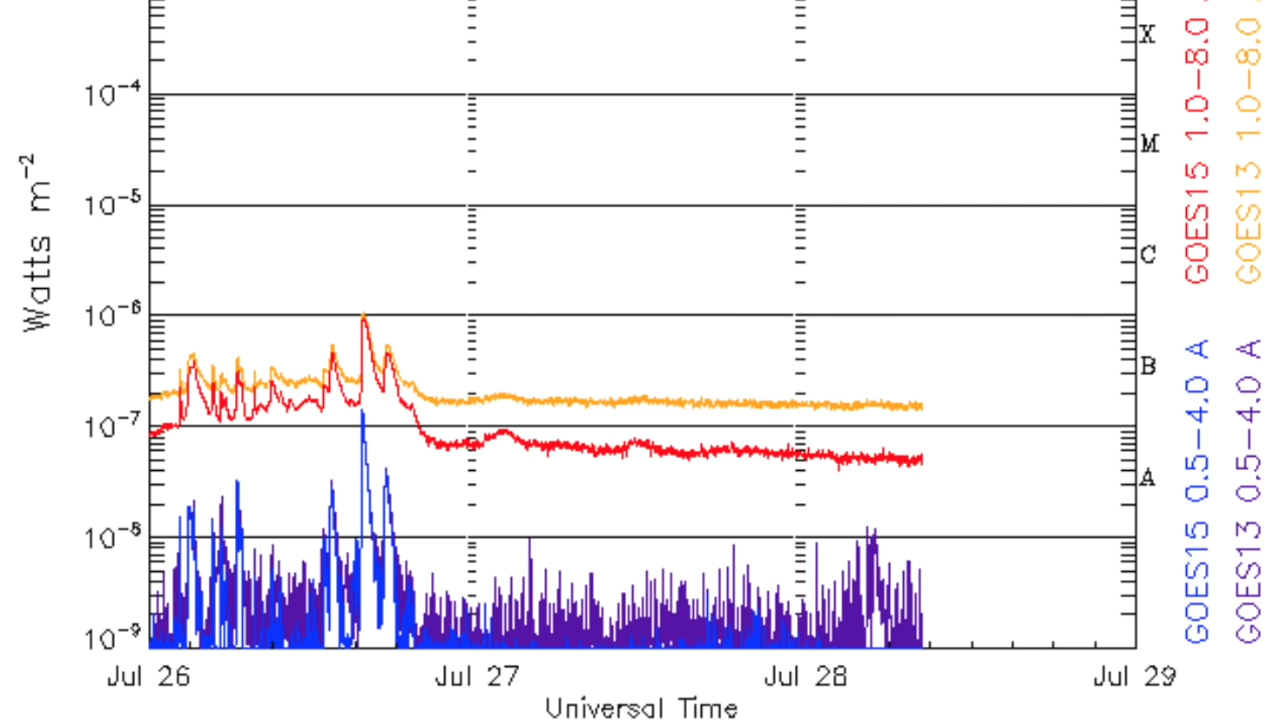 X
10⁻⁴
M
10⁻⁵
C
10⁻⁶
B
10⁻⁷
A
10⁻⁸
10⁻⁹
Watts m⁻²
Jul 26
Jul 27
Jul 28
Jul 29
Universal Time
GOES15 1.0-8.0
GOES13 1.0-8.0
GOES15 0.5-4.0 A
GOES13 0.5-4.0 A